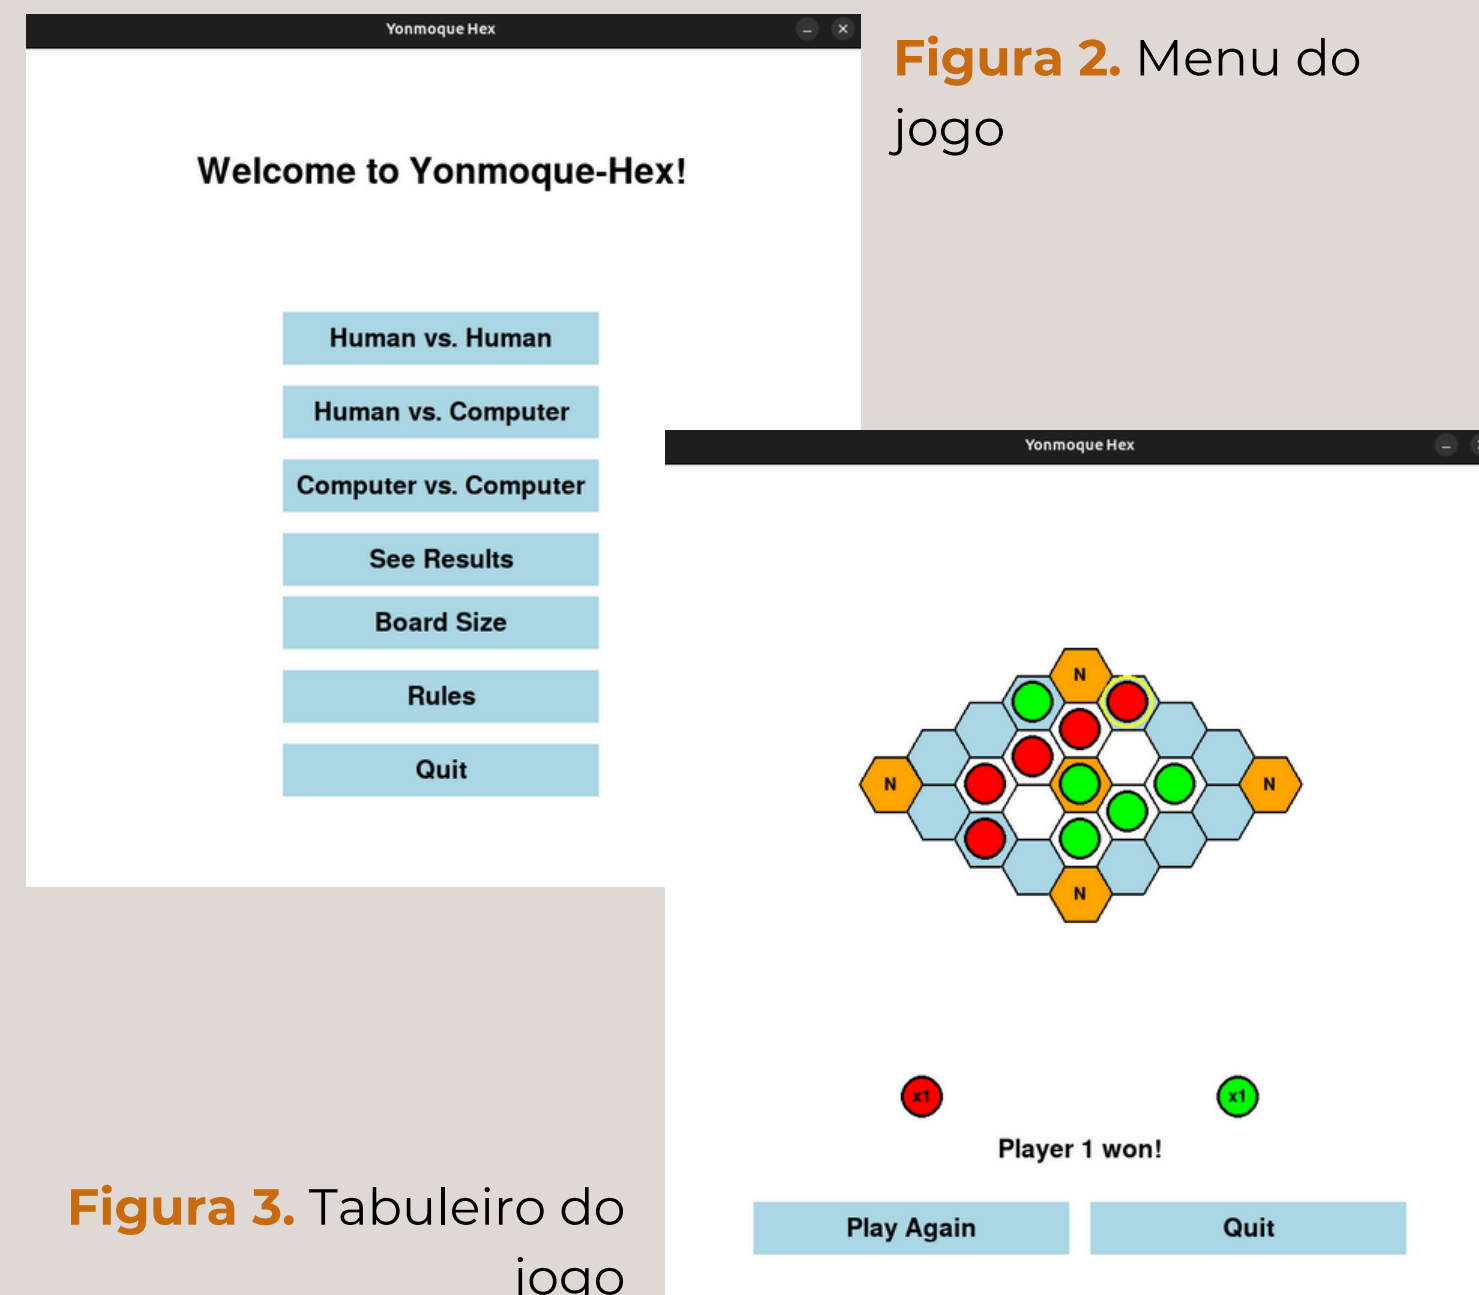 Yonmoque Hex
Figura 2. Menu do
jogo
Welcome to Yonmoque-Hex!
Human vs. Human
Human vs. Computer
Computer vs. Computer
See Results
Board Size
Rules
Quit
Yonmoque Hex
N
N
N
N
x1
x1
Player 1 won!
Play Again
Quit
Figura 3. Tabuleiro do
jogo